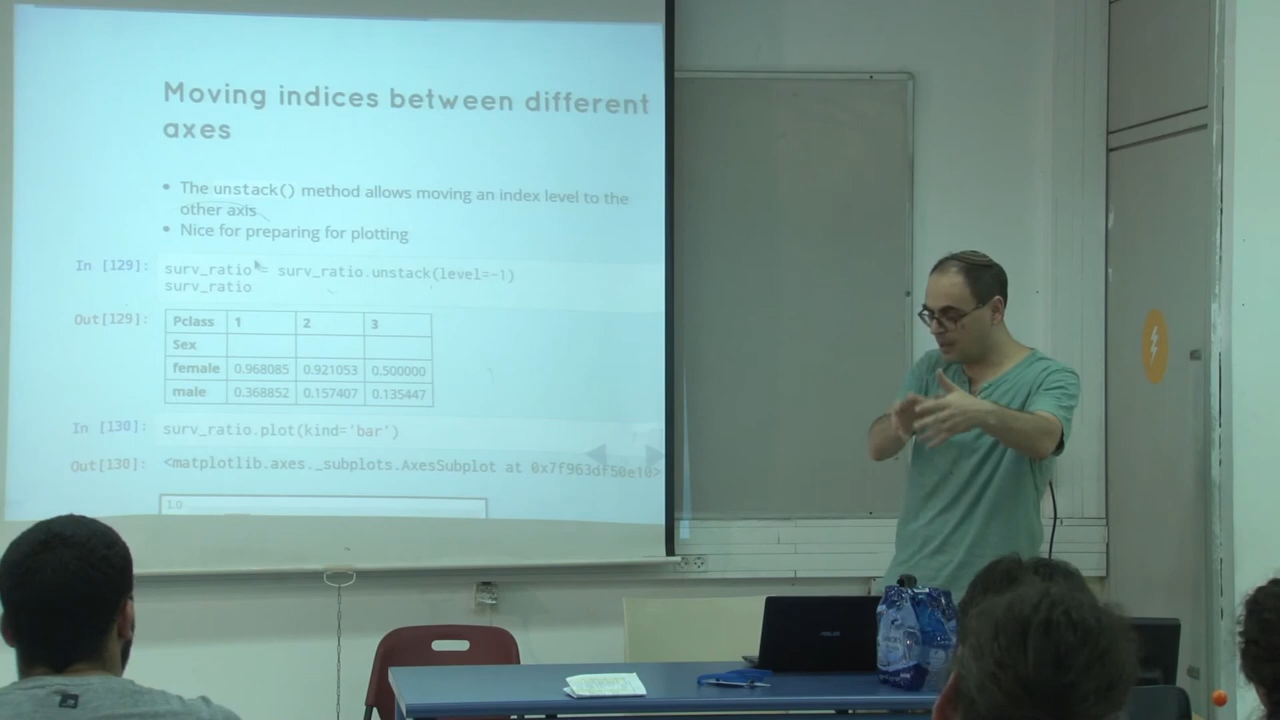 Moving indices between different
axes
The unstack() method allows moving an index level to the
other axis
Nice for preparing for plotting
In [129]: surv_ratio = surv_ratio.unstack(level=-1)
surv_ratio
Out[129]:
Pclass 1 2 3
Sex
female 0.968085 0.921053 0.500000
male 0.368852 0.157407 0.135447
In [130]: surv_ratio.plot(kind='bar')
Out[130]: <matplotlib.axes._subplots.AxesSubplot at 0x7f963df50e10>
1.0
ASUS